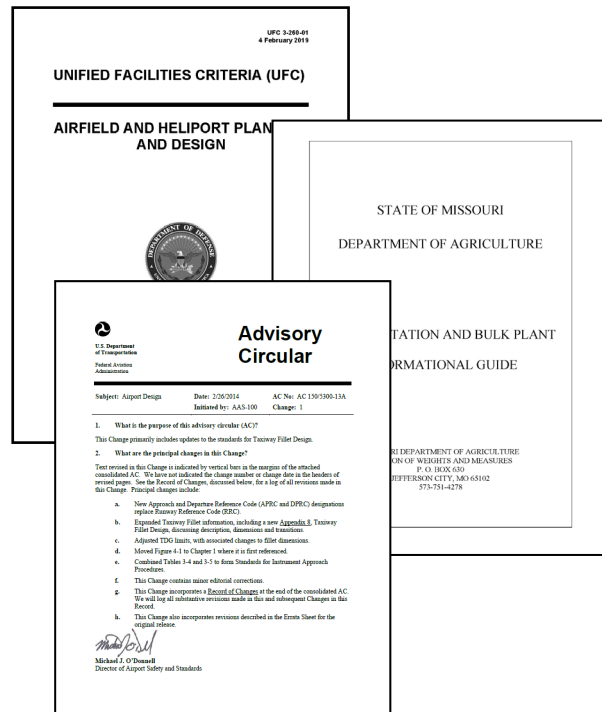 UFC 3-260-01
4 February 2019
UNIFIED FACILITIES CRITERIA (UFC)
AIRFIELD AND HELIPORT PLAN
AND DESIGN
DEPARTMENT OF DEFENSE
STATE OF MISSOURI
DEPARTMENT OF AGRICULTURE
TATION AND BULK PLANT
ORMATIONAL GUIDE
RI DEPARTMENT OF AGRICULTURE
ON OF WEIGHTS AND MEASURES
P. O. BOX 630
JEFFERSON CITY, MO 65102
573-751-4278
U.S. Department
of Transportation
Federal Aviation
Administration
Advisory
Circular
Subject: Airport Design Date: 2/26/2014 AC No: AC 150/5300-13A
Initiated by: AAS-100 Change: 1
1. What is the purpose of this advisory circular (AC)?
This Change primarily includes updates to the standards for Taxiway Fillet Design.
2. What are the principal changes in this Change?
Text revised in this Change is indicated by vertical bars in the margins of the attached
consolidated AC. We have not indicated the change number or change date in the headers of
revised pages. See the Record of Changes, discussed below, for a log of all revisions made in
this Change. Principal changes include:
a. New Approach and Departure Reference Code (APRC and DPRC) designations
replace Runway Reference Code (RRC).
b. Expanded Taxiway Fillet information, including a new Appendix 8, Taxiway
Fillet Design, discussing description, dimensions and transitions.
c. Adjusted TDG limits, with associated changes to fillet dimensions.
d. Moved Figure 4-1 to Chapter 1 where it is first referenced.
e. Combined Tables 3-4 and 3-5 to form Standards for Instrument Approach
Procedures.
f. This Change contains minor editorial corrections.
g. This Change incorporates a Record of Changes at the end of the consolidated AC.
We will log all substantive revisions made in this and subsequent Changes in this
Record.
h. This Change also incorporates revisions described in the Errata Sheet for the
original release.
Michael J. O'Donnell
Director of Airport Safety and Standards